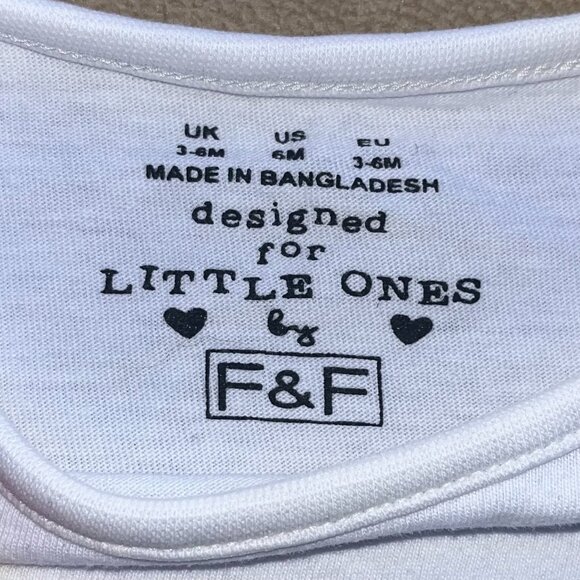 UK US EU
3-6M 6M 3-6M
MADE IN BANGLADESH
designed
for
LITTLE ONES
by
F&F